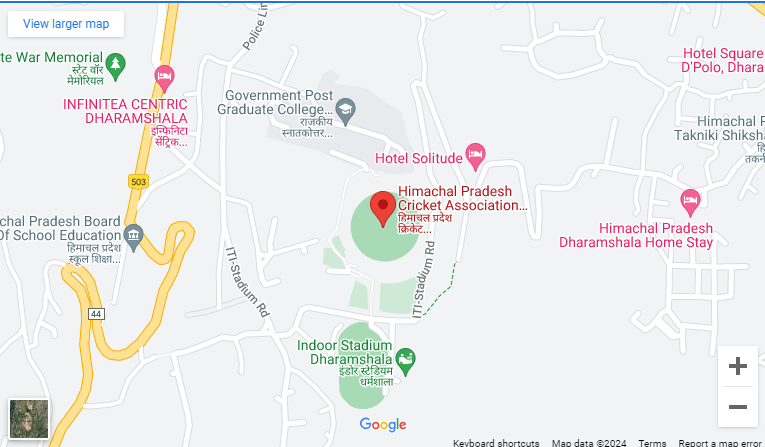 View larger map
Police Lin
te War Memorial
स्टेट वॉर
मेमोरियल
INFINITEA CENTRIC
DHARAMSHALA
इन्फिनिटा
सेंट्रिक...
Government Post
Graduate College...
राजकीय
स्नातकोत्तर...
Hotel Square
D'Polo, Dhara
Himachal P
Takniki Shiksha
हि
तकनी
Hotel Solitude
503
Himachal Pradesh
Cricket Association...
हिमाचल प्रदेश
क्रिकेट...
chal Pradesh Board
Of School Education
हिमाचल प्रदेश
स्कूल शिक्षा...
Himachal Pradesh
Dharamshala Home Stay
ITI-Stadium Rd
ITI-Stadium Rd
44
Indoor Stadium
Dharamshala
इंडोर स्टेडियम
धर्मशाला
Google
Keyboard shortcuts
Map data ©2024
Terms
Report a map error